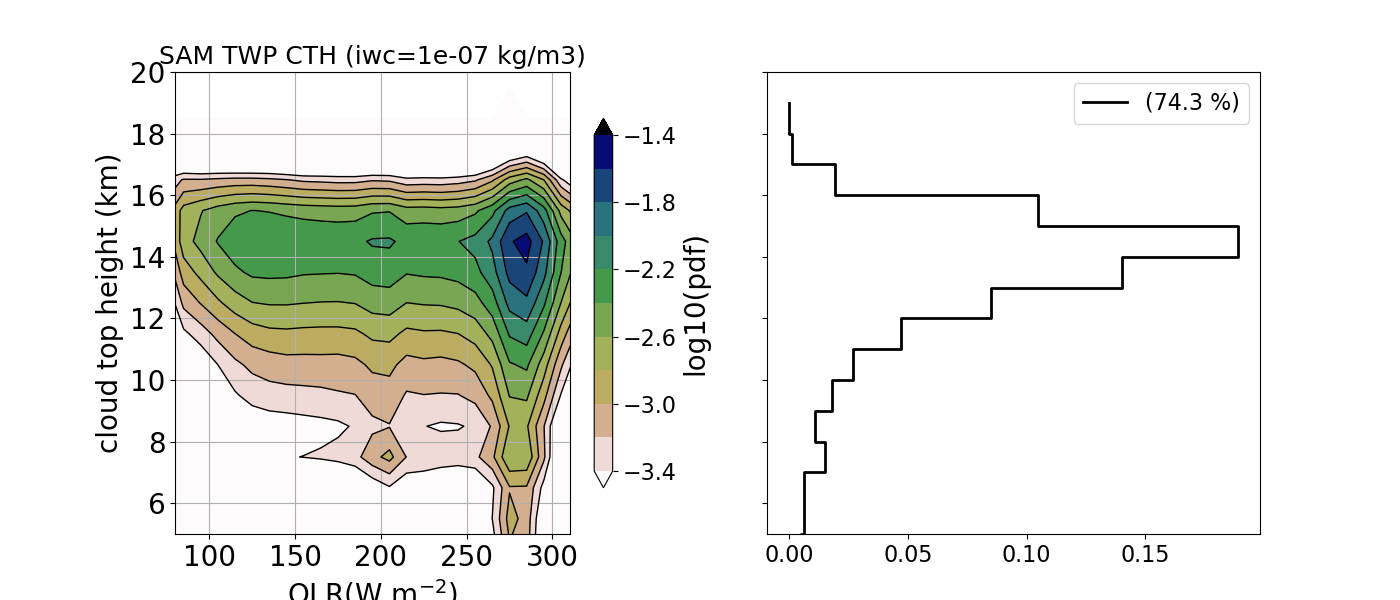 SAM TWP CTH (iwc=1e-07 kg/m3)
cloud top height (km)
20
18
16
14
12
10
8
6
100 150 200 250 300
OLR(W m⁻²)
−1.4
−1.8
−2.2
−2.6
−3.0
−3.4
log10(pdf)
(74.3 %)
0.00 0.05 0.10 0.15